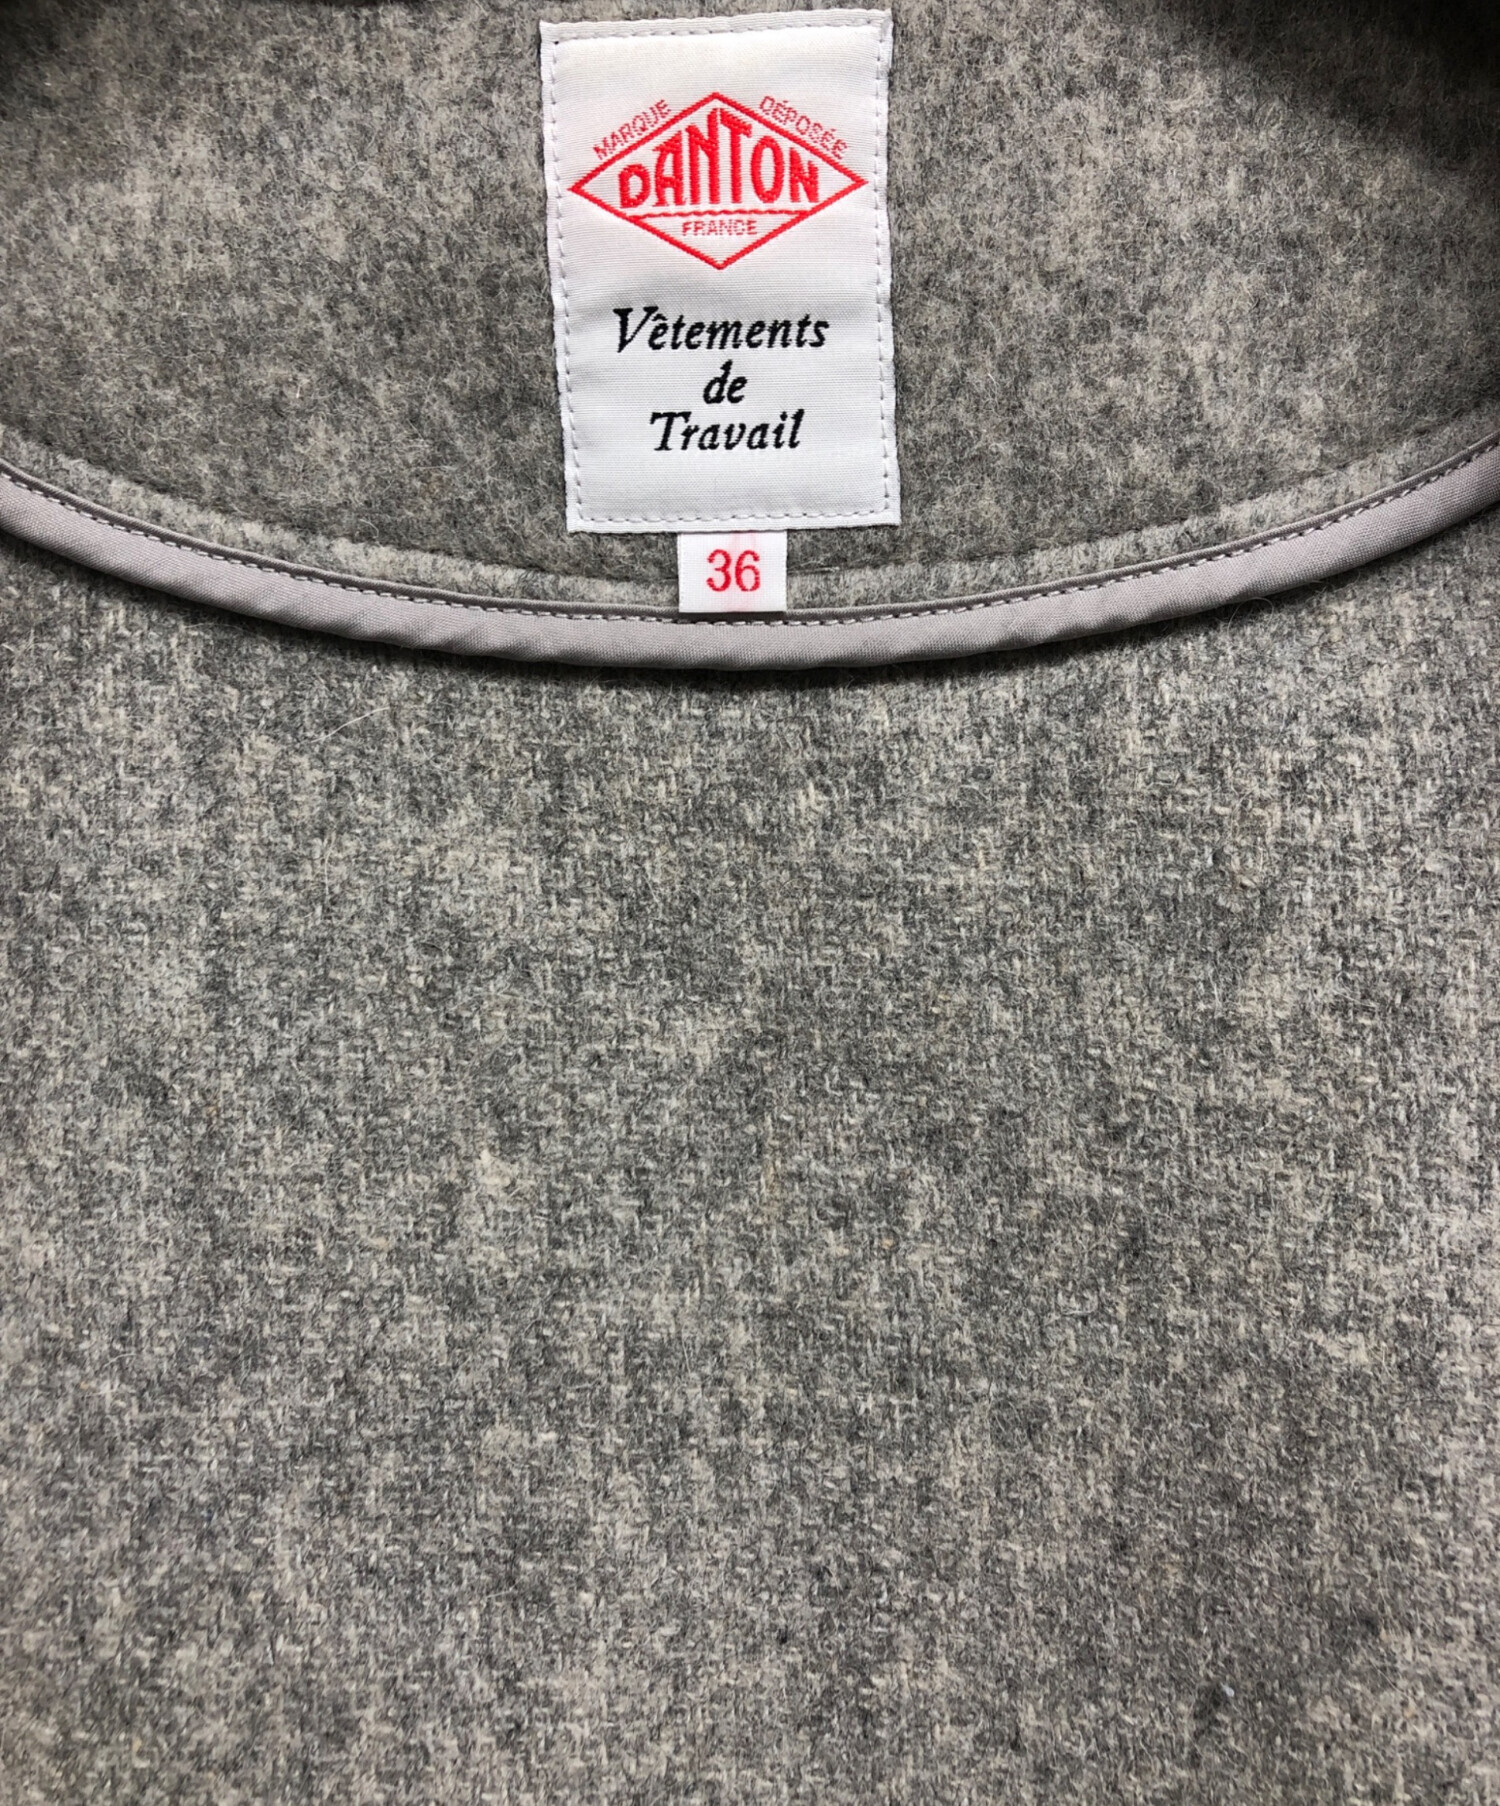 MARQUE DÉPOSÉE
DANTON
FRANCE
Vêtements
de
Travail
36